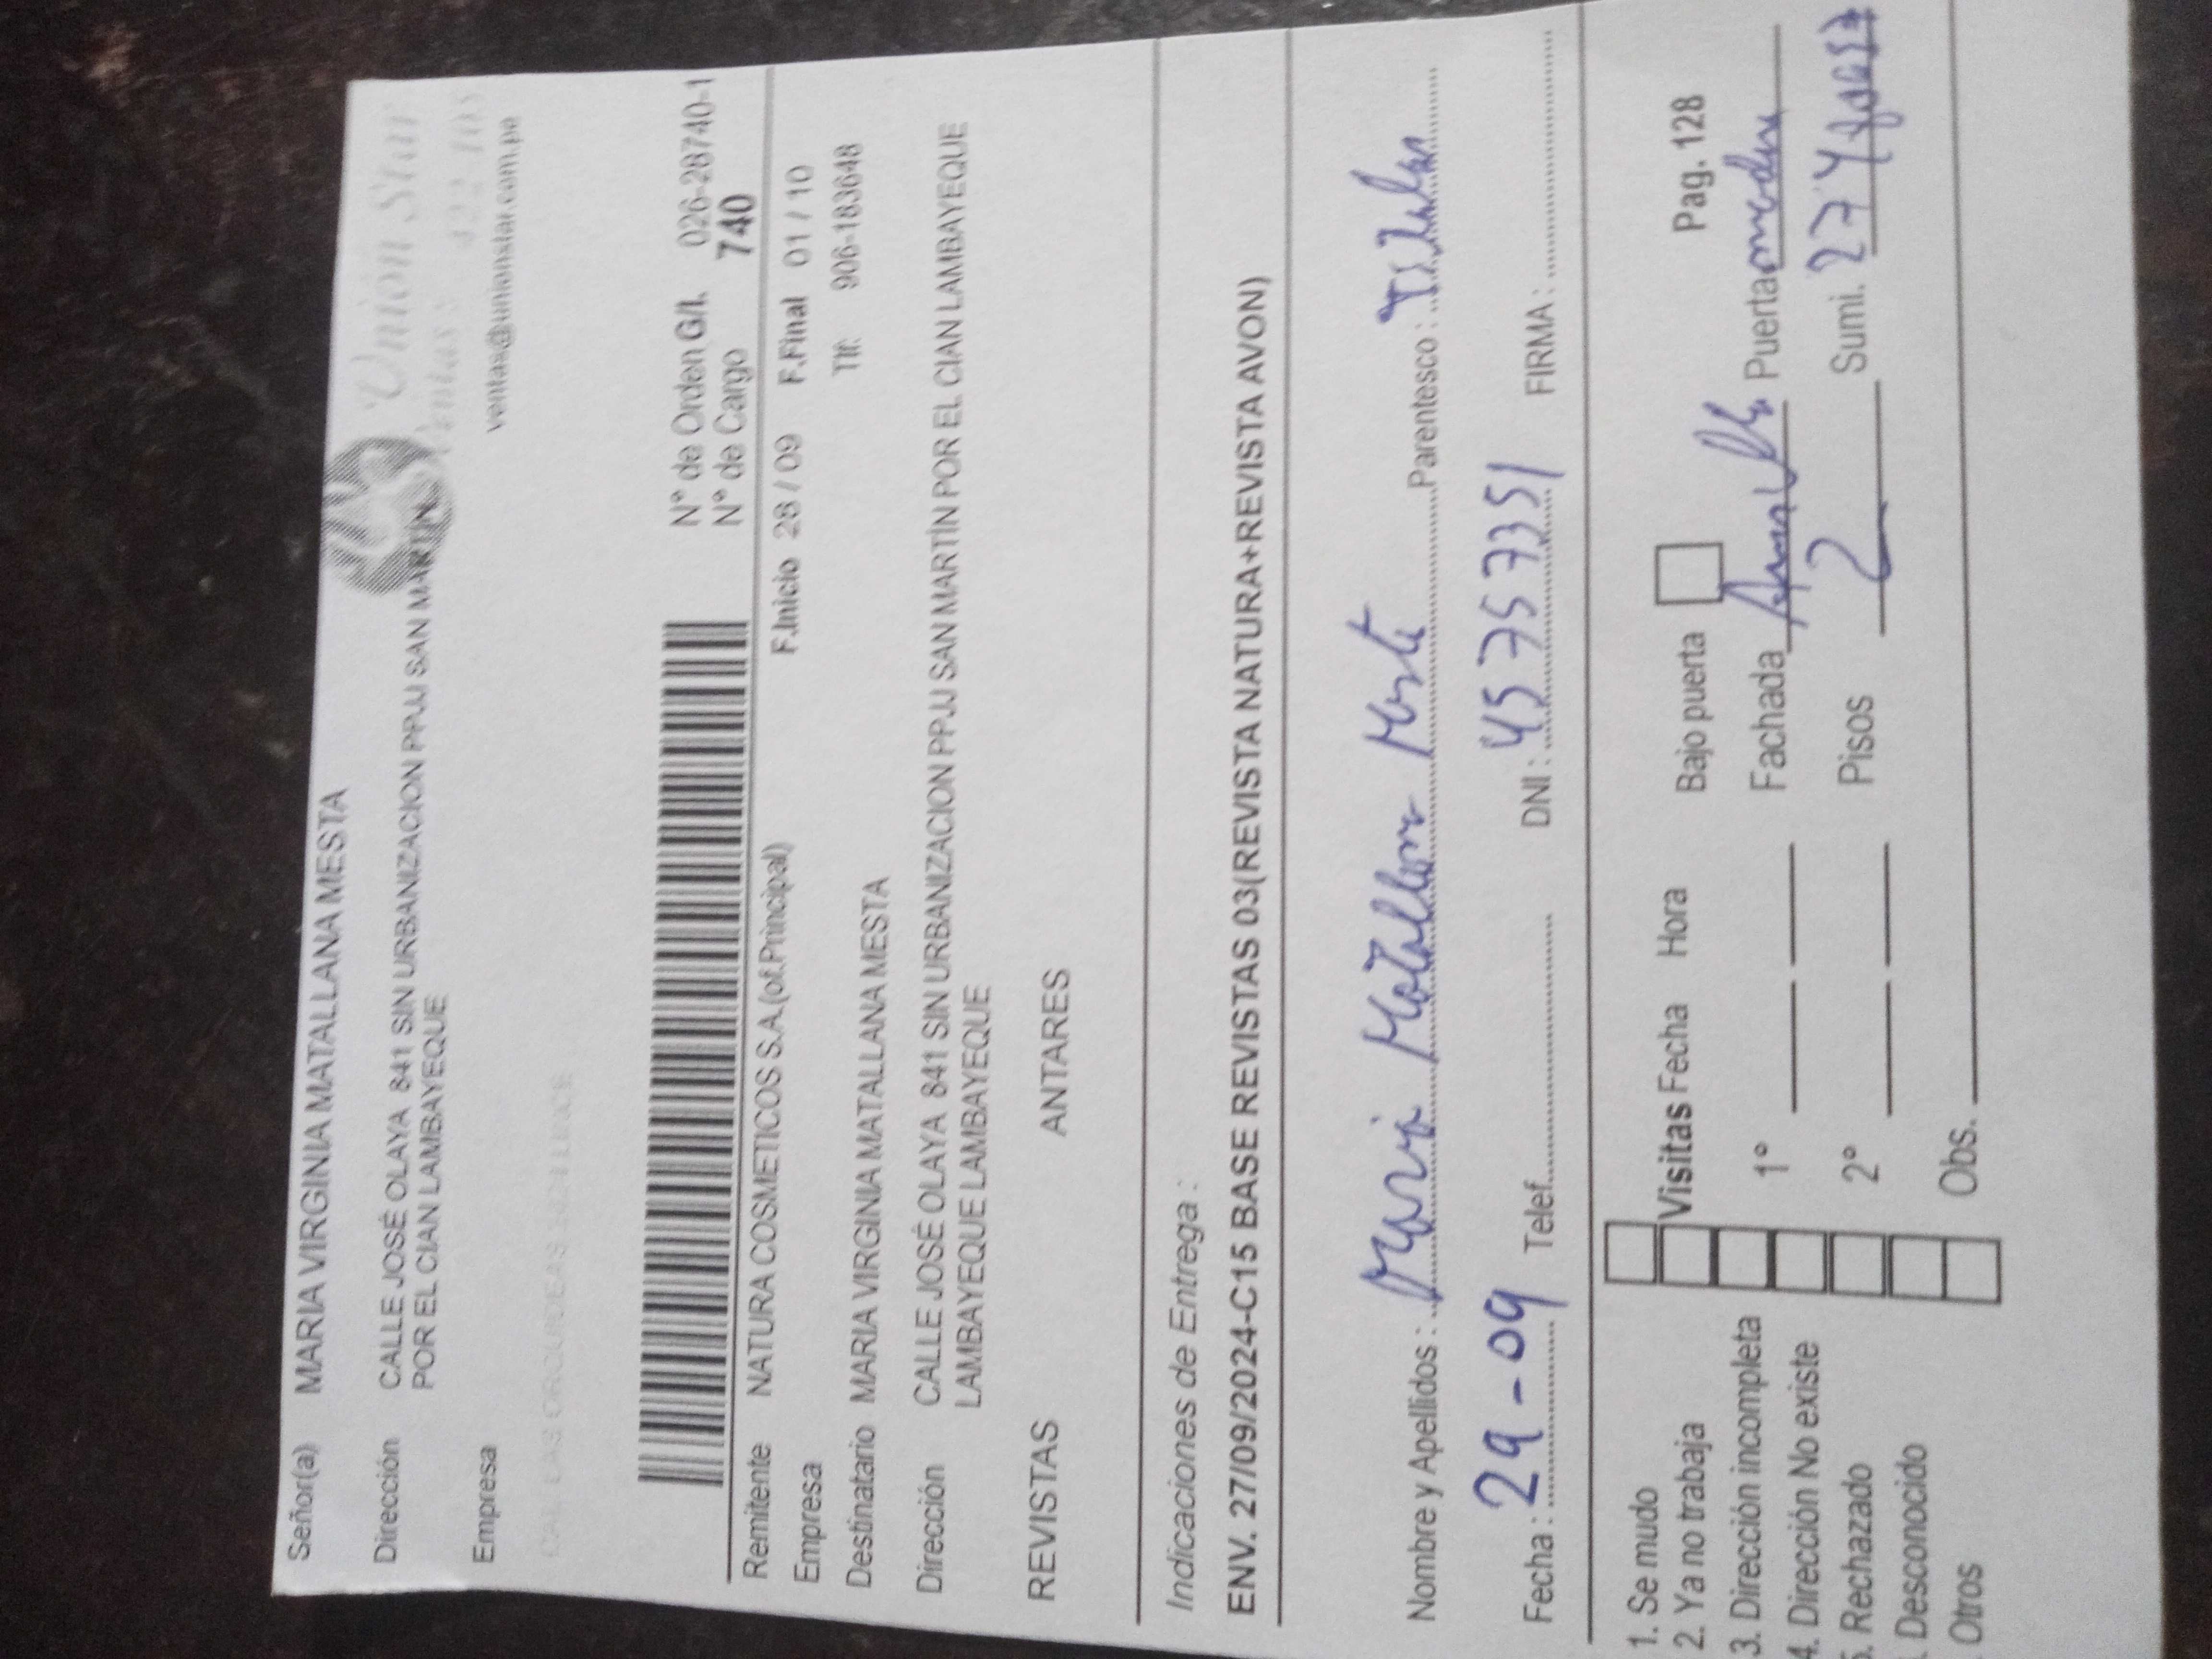 Señor(a) MARIA VIRGINIA MATALLANA MESTA
Unión Star
Dirección CALLE JOSÉ OLAYA 841 SIN URBANIZACION PPJJ SAN MARTÍN
POR EL CIAN LAMBAYEQUE
Ventas:
ventas@unionstar.com.pe
Empresa
N° de Orden G/I. 026-28740-1
N° de Cargo 740
Remitente NATURA COSMETICOS S.A.(of.Principal) F.Inicio 28 / 09 F.Final 01 / 10
Empresa
Tlf: 906-183648
Destinatario MARIA VIRGINIA MATALLANA MESTA
Dirección CALLE JOSÉ OLAYA 841 SIN URBANIZACION PPJJ SAN MARTÍN POR EL CIAN LAMBAYEQUE
LAMBAYEQUE LAMBAYEQUE
REVISTAS ANTARES
Indicaciones de Entrega :
ENV. 27/09/2024-C15 BASE REVISTAS 03(REVISTA NATURA+REVISTA AVON)
Nombre y Apellidos : Parentesco :
Fecha : 29 - 09 Telef. DNI : 45757351 FIRMA :
1. Se mudo Bajo puerta Pag. 128
2. Ya no trabaja Visitas Fecha Hora
3. Dirección incompleta 1° Fachada Puerta
4. Dirección No existe
5. Rechazado 2° Pisos 2 Sumi.
Desconocido
Otros Obs.